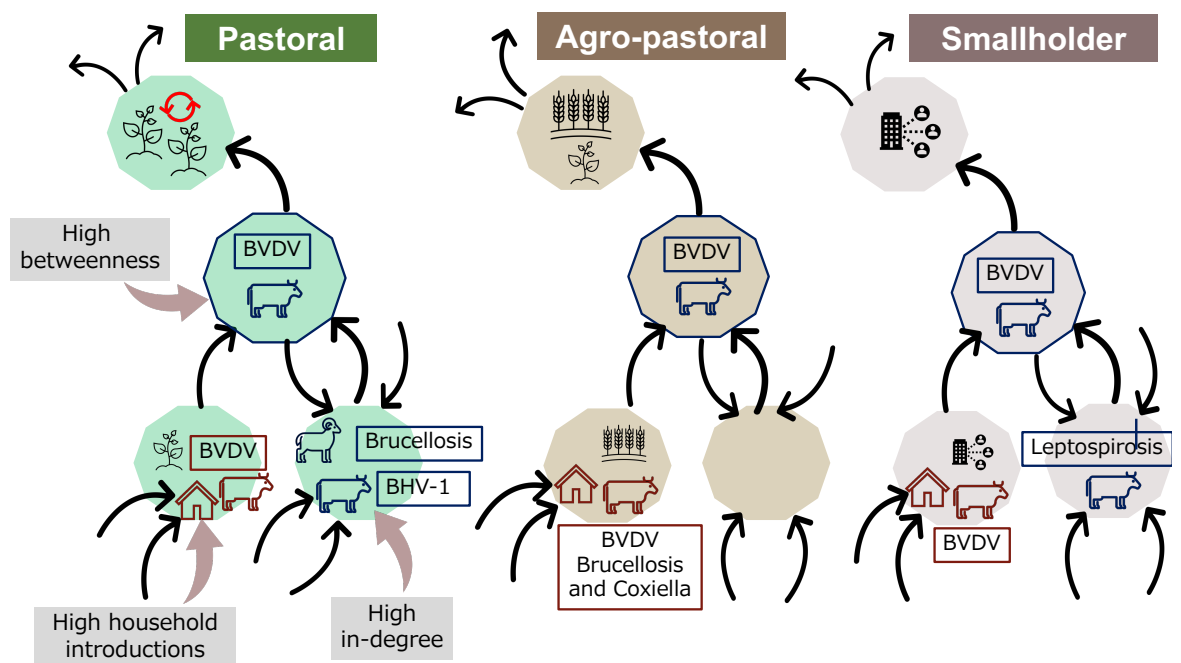 Pastoral
Agro-pastoral
Smallholder
High
betweenness
BVDV
BVDV
BVDV
BVDV
Brucellosis
BHV-1
Leptospirosis
BVDV
Brucellosis
and Coxiella
BVDV
High household
introductions
High
in-degree